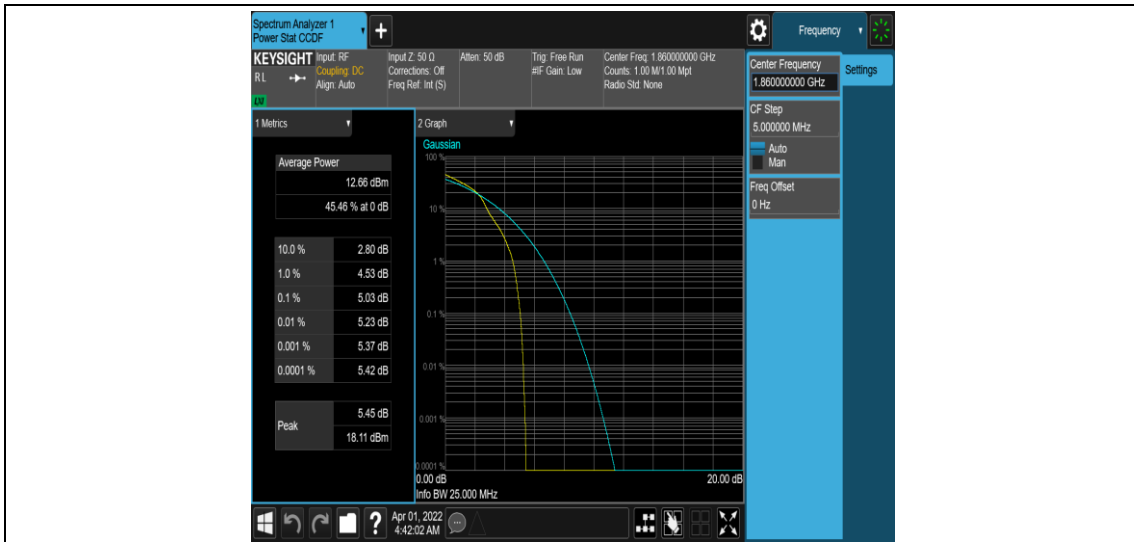 Spectrum Analyzer 1
Power Stat CCDF
Frequency
KEYSIGHT
RL
Input: RF
Coupling: DC
Align: Auto
Input Z: 50 Ω
Corrections: Off
Freq Ref: Int (S)
Atten: 50 dB
Trig: Free Run
#IF Gain: Low
Center Freq: 1.860000000 GHz
Counts: 1.00 M/1.00 Mpt
Radio Std: None
Center Frequency
1.860000000 GHz
Settings
CF Step
5.000000 MHz
Auto
Man
Freq Offset
0 Hz
1 Metrics
Average Power
12.66 dBm
45.46 % at 0 dB
10.0 % 2.80 dB
1.0 % 4.53 dB
0.1 % 5.03 dB
0.01 % 5.23 dB
0.001 % 5.37 dB
0.0001 % 5.42 dB
Peak
5.45 dB
18.11 dBm
2 Graph
Gaussian
100 %
10 %
1 %
0.1 %
0.01 %
0.001 %
0.0001 %
0.00 dB 20.00 dB
Info BW 25.000 MHz
?
Apr 01, 2022
4:42:02 AM